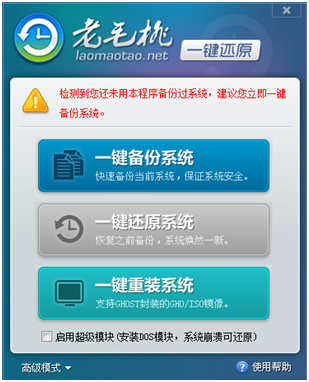 老毛桃
laomaotao.net
一键还原
检测到您还未用本程序备份过系统，建议您立即一键
备份系统。
一键备份系统
快速备份当前系统，保证系统安全。
一键还原系统
恢复之前备份，系统焕然一新。
一键重装系统
支持GHOST封装的GHO/ISO镜像。
启用超级模块(安装DOS模块，系统崩溃可还原)
高级模式
使用帮助